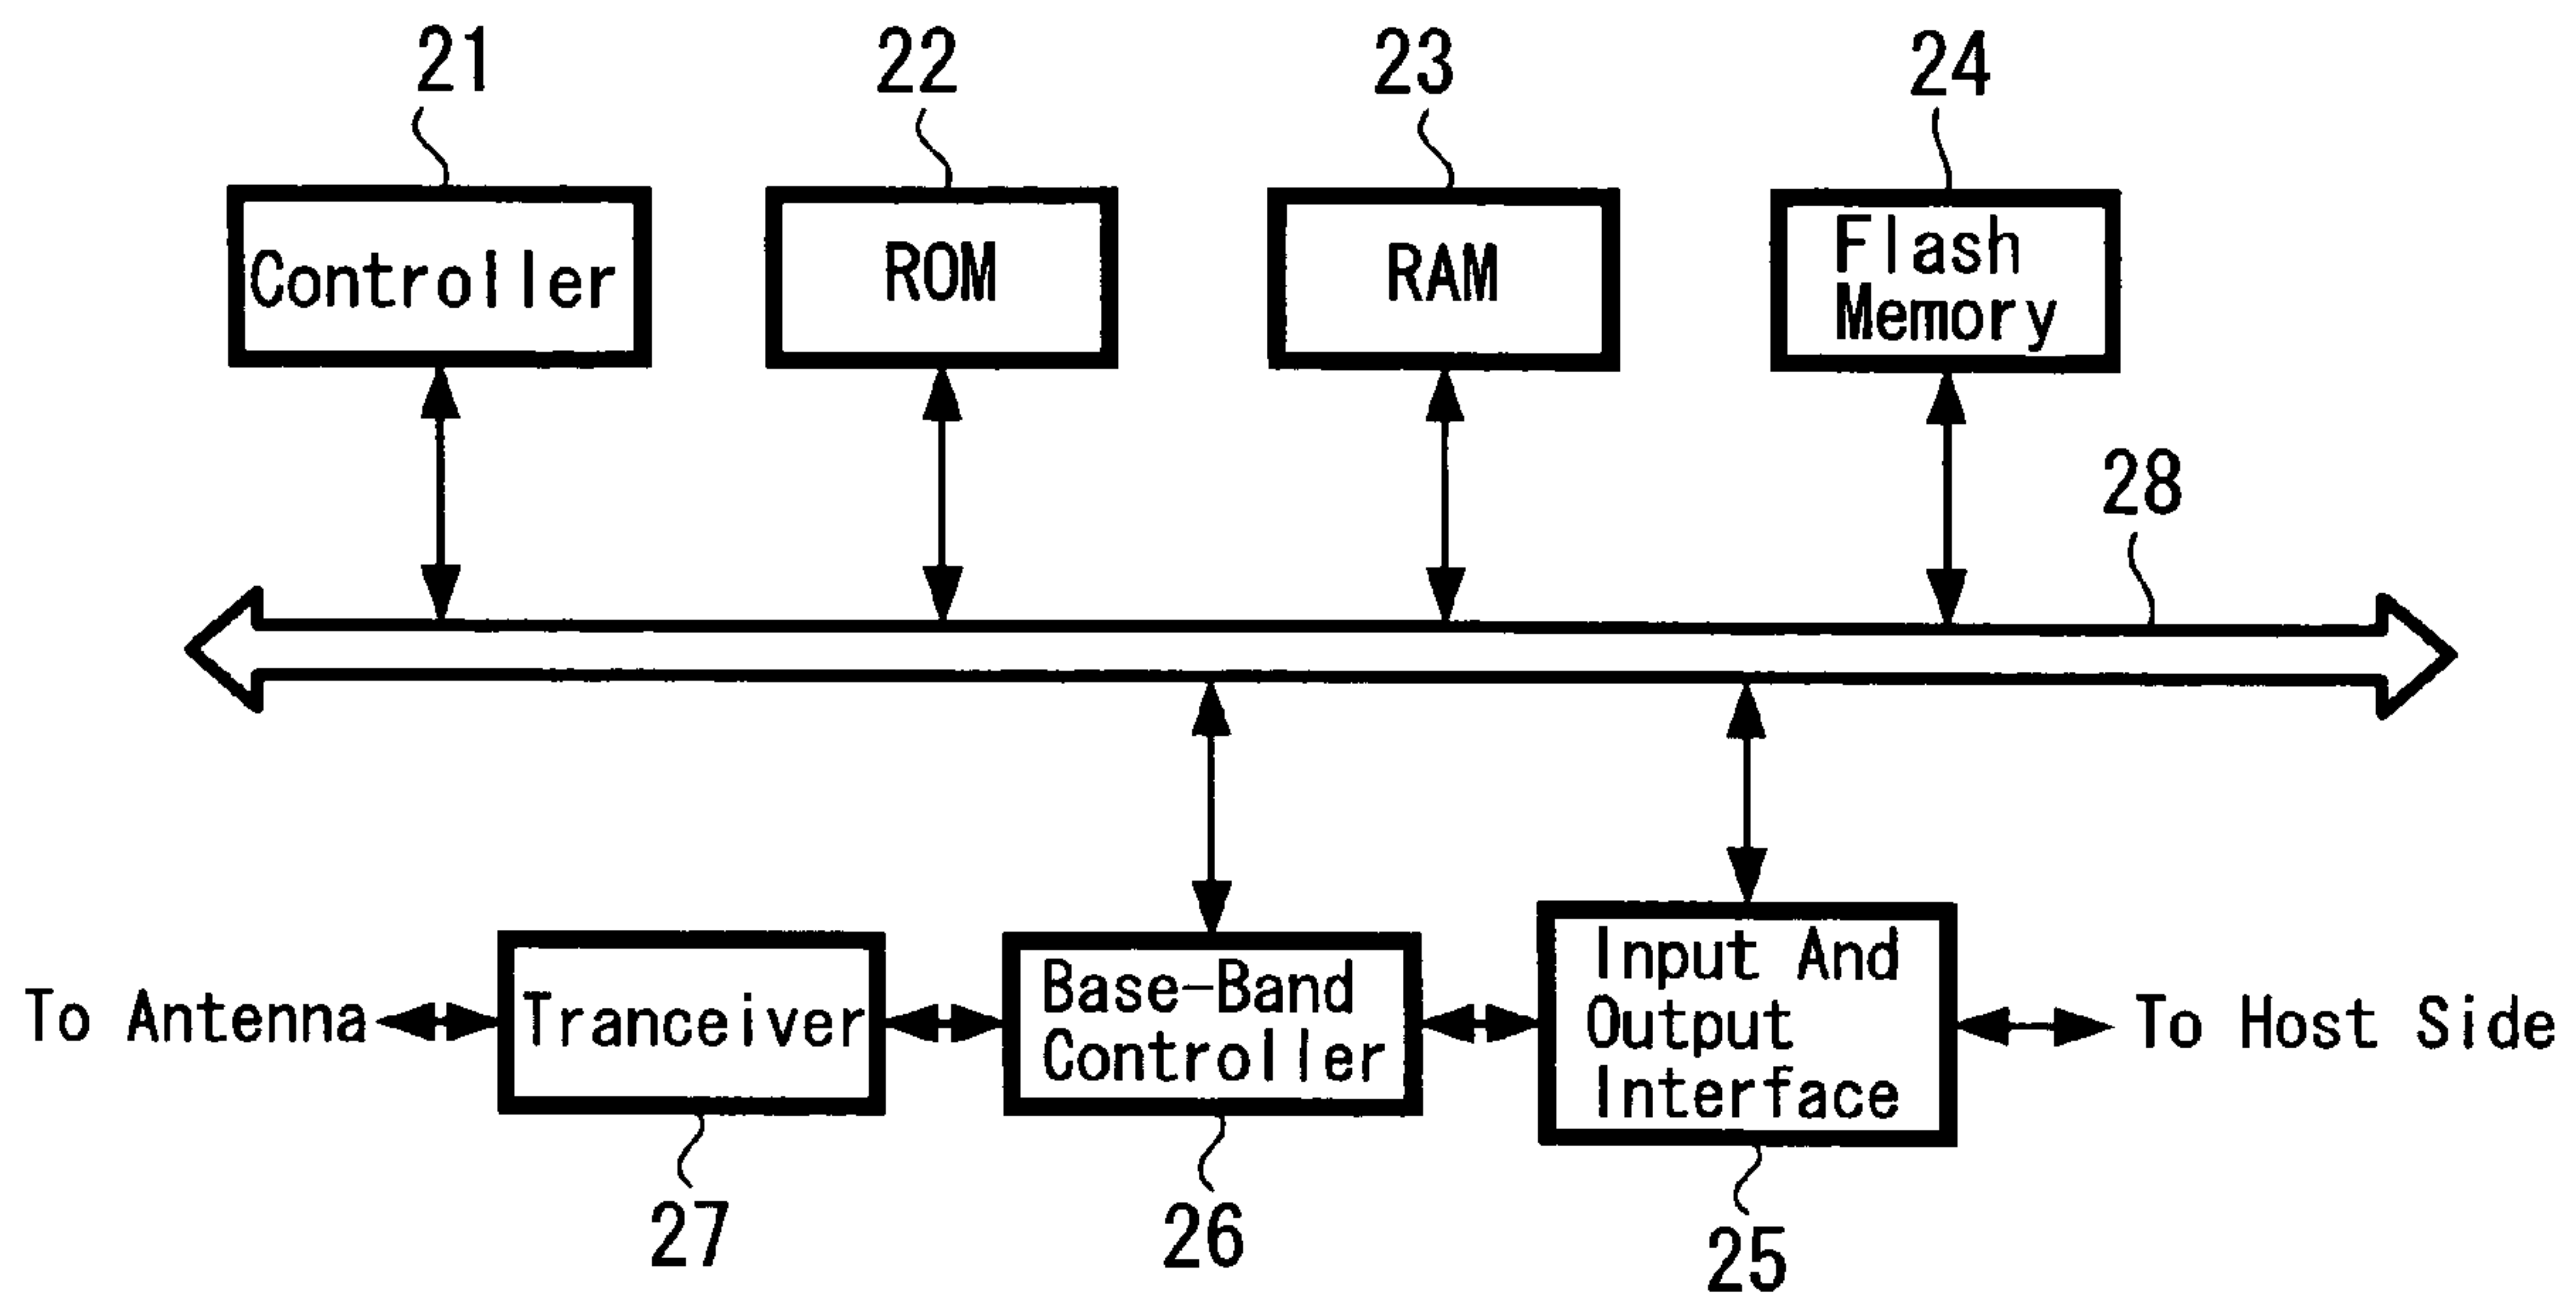 21
22
23
24
Controller
ROM
RAM
Flash
Memory
28
To Antenna
Tranceiver
Base-Band
Controller
Input And
Output
Interface
To Host Side
27
26
25